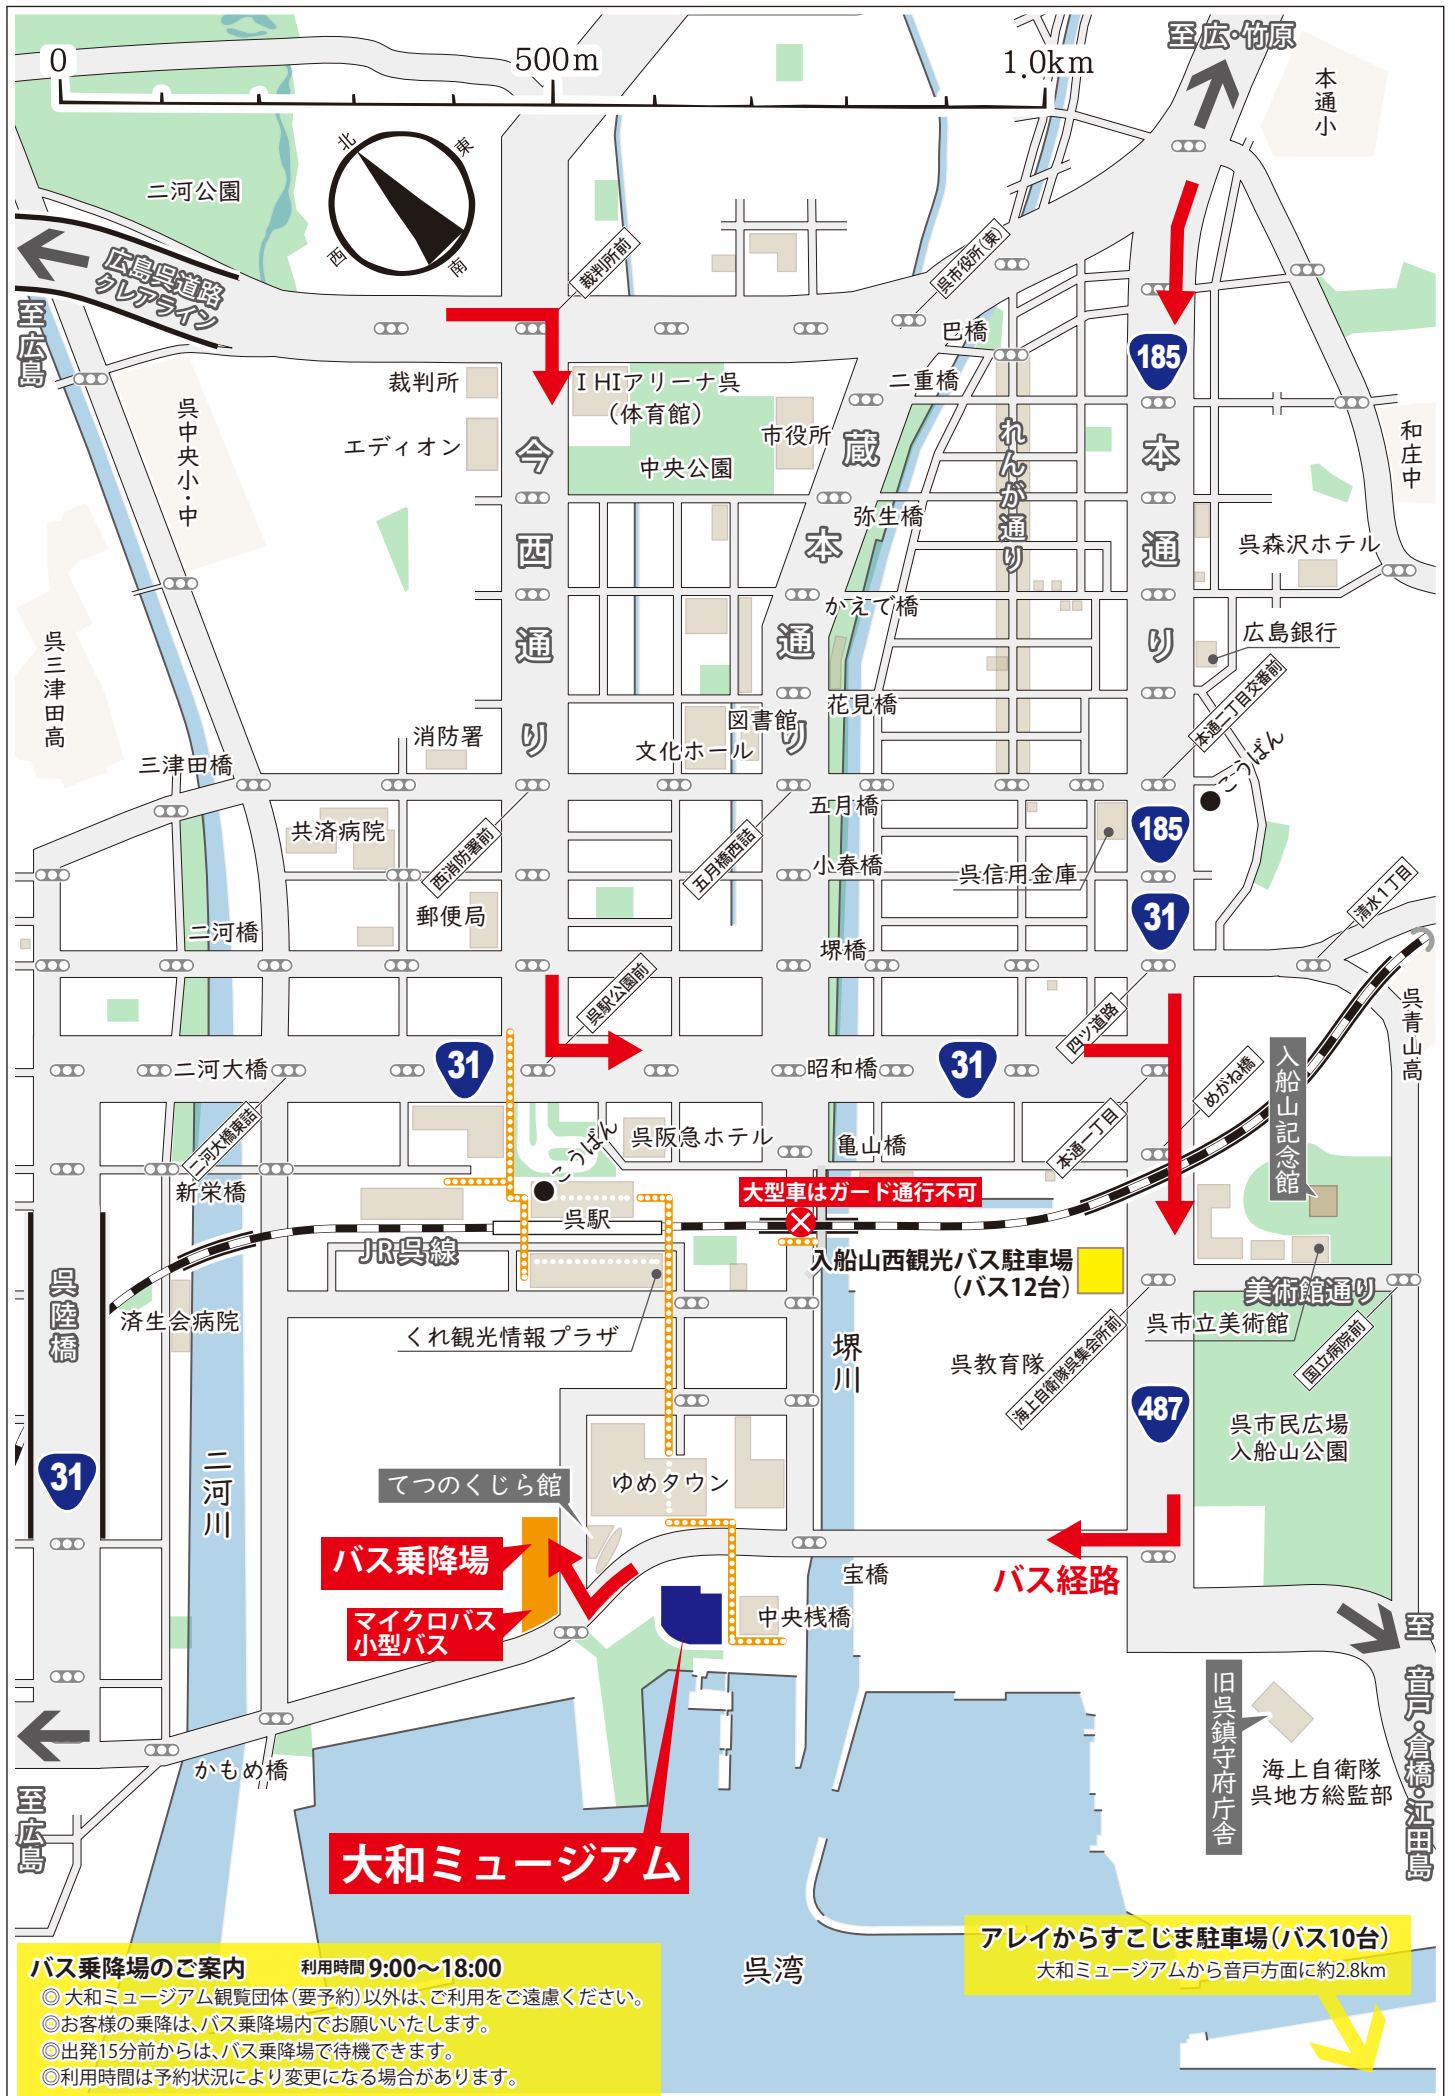 0
500m
1.0km
至 広・竹原
本通小
北
東
西
南
二河公園
広島呉道路
クレアライン
至広島
裁判所前
呉市役所(東)
巴橋
185
裁判所
IHIアリーナ呉
(体育館)
二重橋
エディオン
市役所
中央公園
呉中央小・中
今西通り
蔵本通り
れんが通り
本通り
和庄中
弥生橋
呉森沢ホテル
かえで橋
呉三津田高
広島銀行
本通二丁目交番前
こうばん
花見橋
図書館
文化ホール
消防署
三津田橋
五月橋
185
共済病院
西消防署前
五月橋西詰
小春橋
呉信用金庫
清水1丁目
31
郵便局
二河橋
堺橋
呉駅公園前
四ツ道路
呉青山高
二河大橋
31
昭和橋
31
めがね橋
入船山記念館
二河大橋東詰
こうばん
呉阪急ホテル
亀山橋
本通一丁目
新栄橋
大型車はガード通行不可
呉駅
JR呉線
入船山西観光バス駐車場
(バス12台)
美術館通り
呉陸橋
済生会病院
くれ観光情報プラザ
堺川
呉市立美術館
呉教育隊
海上自衛隊呉集会所前
国立病院前
487
呉市民広場
入船山公園
31
二河川
てつのくじら館
ゆめタウン
バス乗降場
マイクロバス
小型バス
宝橋
バス経路
中央桟橋
至 音戸・倉橋・江田島
旧呉鎮守府庁舎
海上自衛隊
呉地方総監部
かもめ橋
至広島
大和ミュージアム
呉湾
アレイからすこじま駐車場(バス10台)
大和ミュージアムから音戸方面に約2.8km
バス乗降場のご案内 利用時間 9:00〜18:00
◎大和ミュージアム観覧団体(要予約)以外は、ご利用をご遠慮ください。
◎お客様の乗降は、バス乗降場内でお願いいたします。
◎出発15分前からは、バス乗降場で待機できます。
◎利用時間は予約状況により変更になる場合があります。